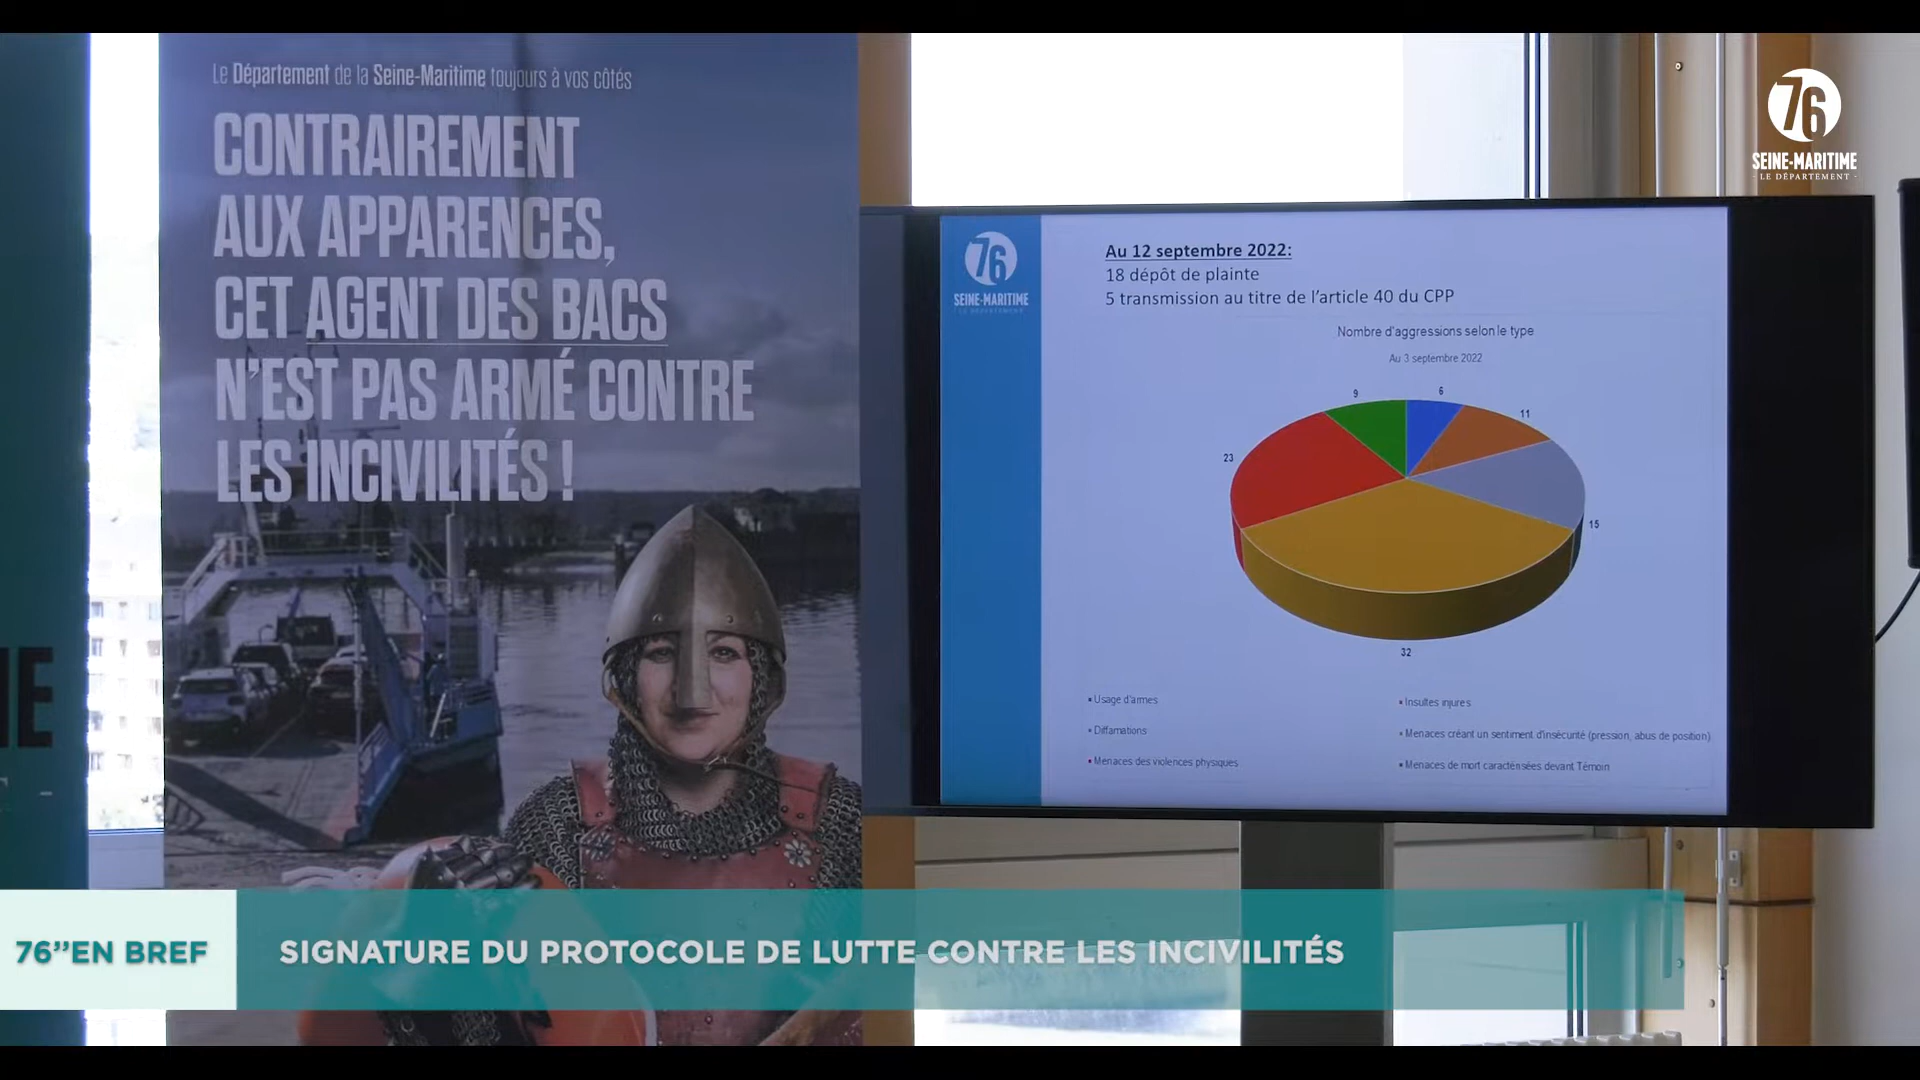 Le Département de la Seine-Maritime toujours à vos côtés
CONTRAIREMENT
AUX APPARENCES,
CET AGENT DES BACS
N'EST PAS ARMÉ CONTRE
LES INCIVILITÉS !
76
SEINE-MARITIME
- LE DÉPARTEMENT -
76
SEINE-MARITIME
LE DÉPARTEMENT
Au 12 septembre 2022:
18 dépôt de plainte
5 transmission au titre de l'article 40 du CPP
Nombre d'aggressions selon le type
Au 3 septembre 2022
9
6
11
23
15
32
Usage d'armes
Insultes injures
Diffamations
Menaces créant un sentiment d'insécurité (pression, abus de position)
Menaces des violences physiques
Menaces de mort caractérisées devant Témoin
IE
76’’EN BREF
SIGNATURE DU PROTOCOLE DE LUTTE CONTRE LES INCIVILITÉS